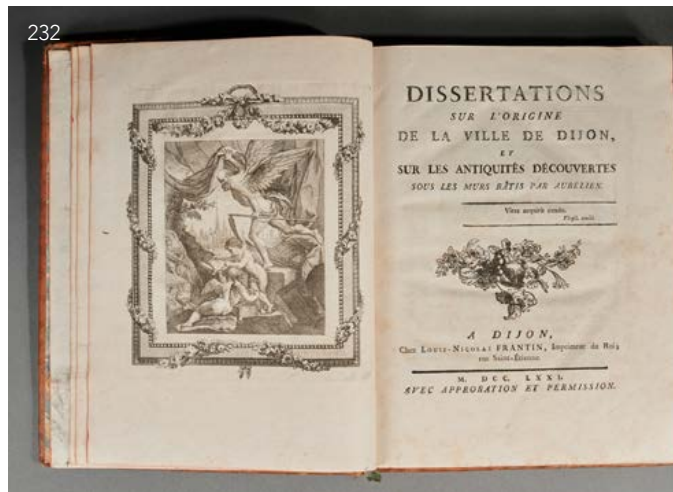 232
DISSERTATIONS
SUR L'ORIGINE
DE LA VILLE DE DIJON,
ET
SUR LES ANTIQUITÉS DÉCOUVERTES
SOUS LES MURS BÂTIS PAR AURÉLIEN.
Vires acquirit eundo.
A DIJON,
Chez LOUIS-NICOLAS FRANTIN, Imprimeur du Roi,
rue Saint-Étienne.
M. DCC. LXXI.
AVEC APPROBATION ET PERMISSION.